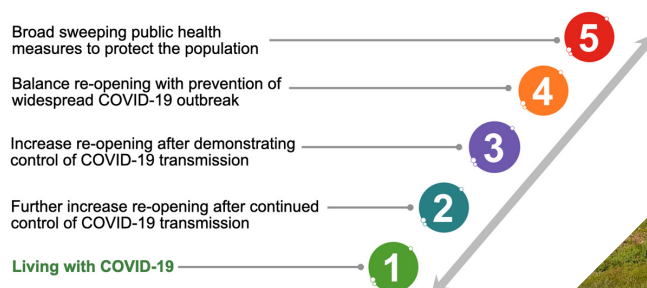 Broad sweeping public health
measures to protect the population
5
Balance re-opening with prevention of
widespread COVID-19 outbreak
4
Increase re-opening after demonstrating
control of COVID-19 transmission
3
Further increase re-opening after continued
control of COVID-19 transmission
2
Living with COVID-19
1